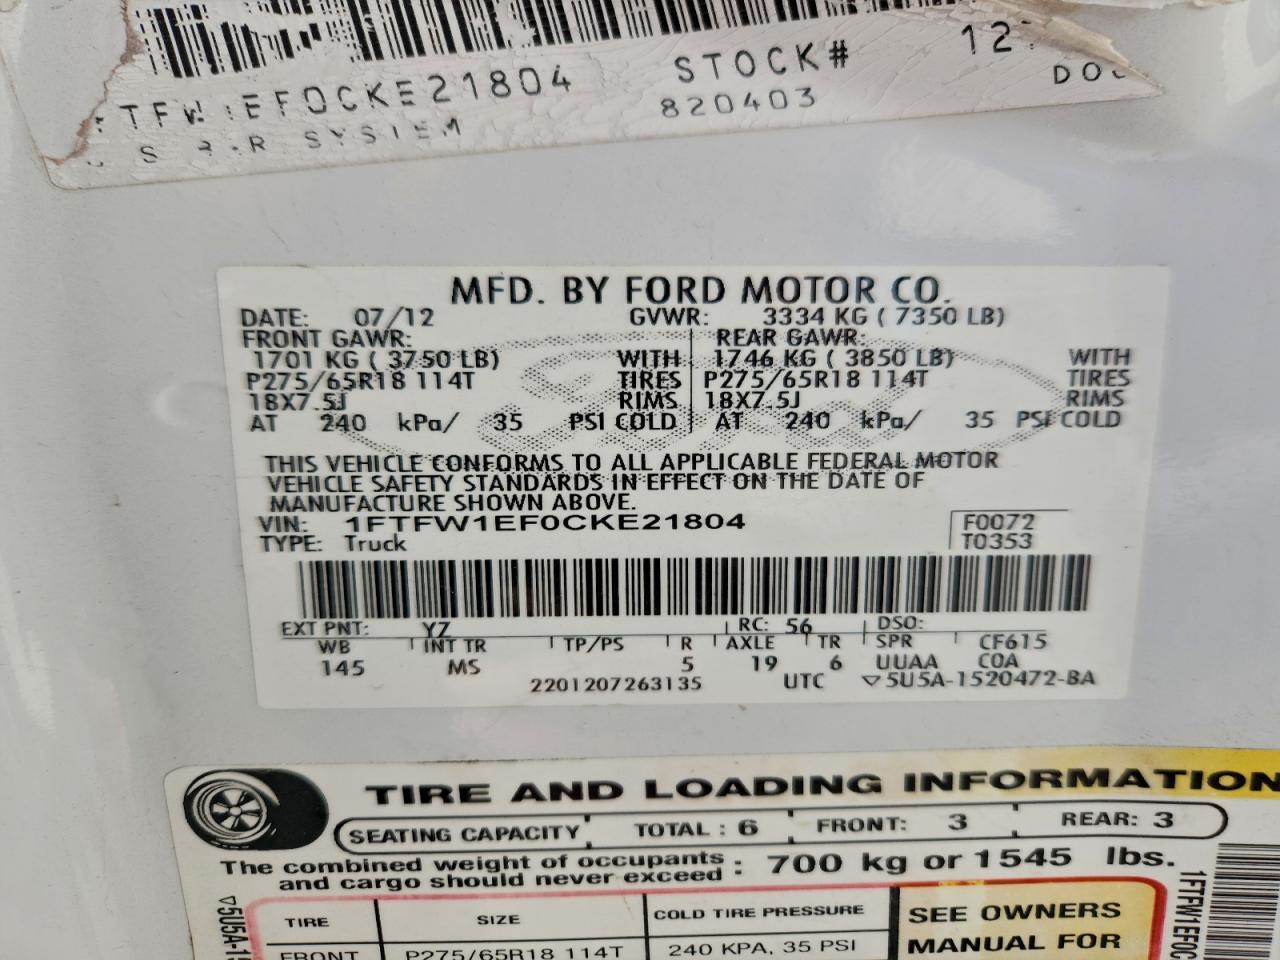 TFW1EF0CKE21804 STOCK# 12
820403 DOC
SYSTEM
MFD. BY FORD MOTOR CO.
DATE: 07/12 GVWR: 3334 KG ( 7350 LB)
FRONT GAWR: REAR GAWR:
1701 KG ( 3750 LB) WITH 1746 KG ( 3850 LB) WITH
P275/65R18 114T TIRES P275/65R18 114T TIRES
18X7.5J RIMS 18X7.5J RIMS
AT 240 kPa/ 35 PSI COLD AT 240 kPa/ 35 PSI COLD
THIS VEHICLE CONFORMS TO ALL APPLICABLE FEDERAL MOTOR
VEHICLE SAFETY STANDARDS IN EFFECT ON THE DATE OF
MANUFACTURE SHOWN ABOVE.
VIN: 1FTFW1EF0CKE21804 F0072
TYPE: Truck T0353
EXT PNT: YZ RC: 56 DSO:
WB INT TR TP/PS R AXLE TR SPR CF615
145 MS 5 19 6 UUAA COA
2201207263135 UTC ▽5U5A-1520472-BA
TIRE AND LOADING INFORMATION
SEATING CAPACITY TOTAL : 6 FRONT: 3 REAR: 3
The combined weight of occupants
and cargo should never exceed : 700 kg or 1545 lbs.
TIRE SIZE COLD TIRE PRESSURE SEE OWNERS
FRONT P275/65R18 114T 240 KPA, 35 PSI MANUAL FOR
▽5U5A-15
1FTFW1EF0C